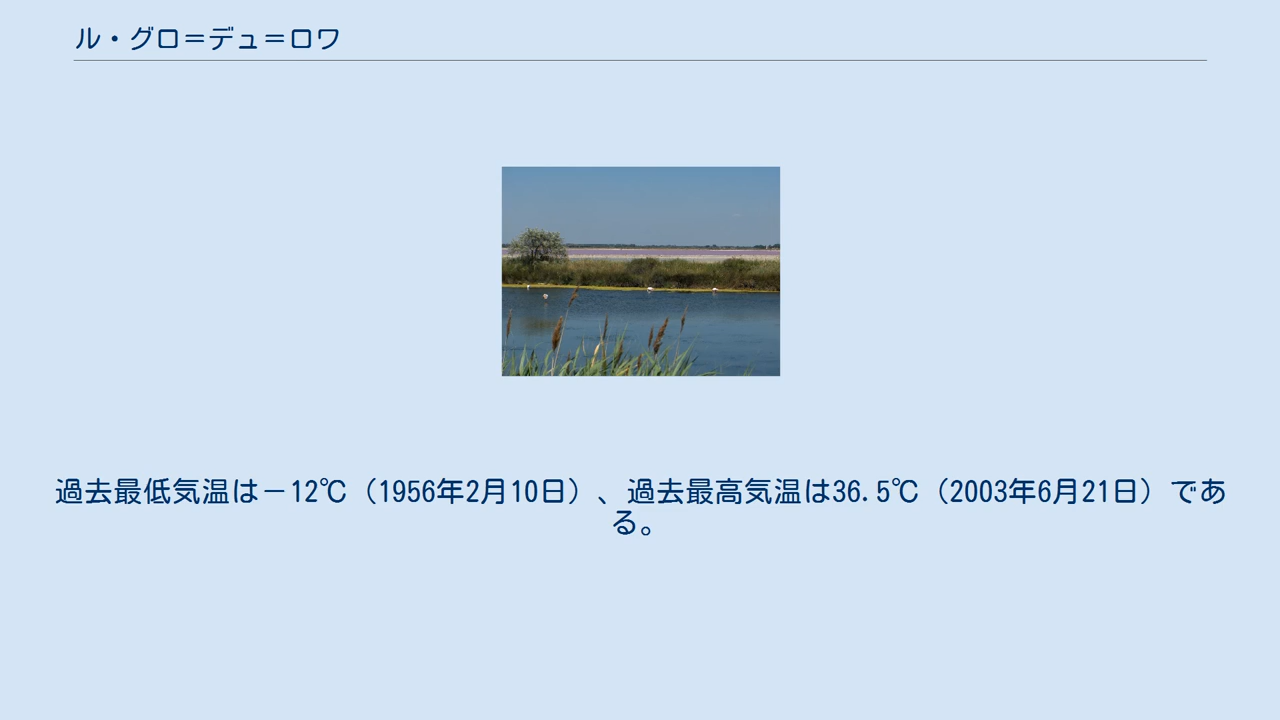 ル・グロ＝デュ＝ロワ
過去最低気温は－12℃（1956年2月10日）、過去最高気温は36.5℃（2003年6月21日）であ
る。